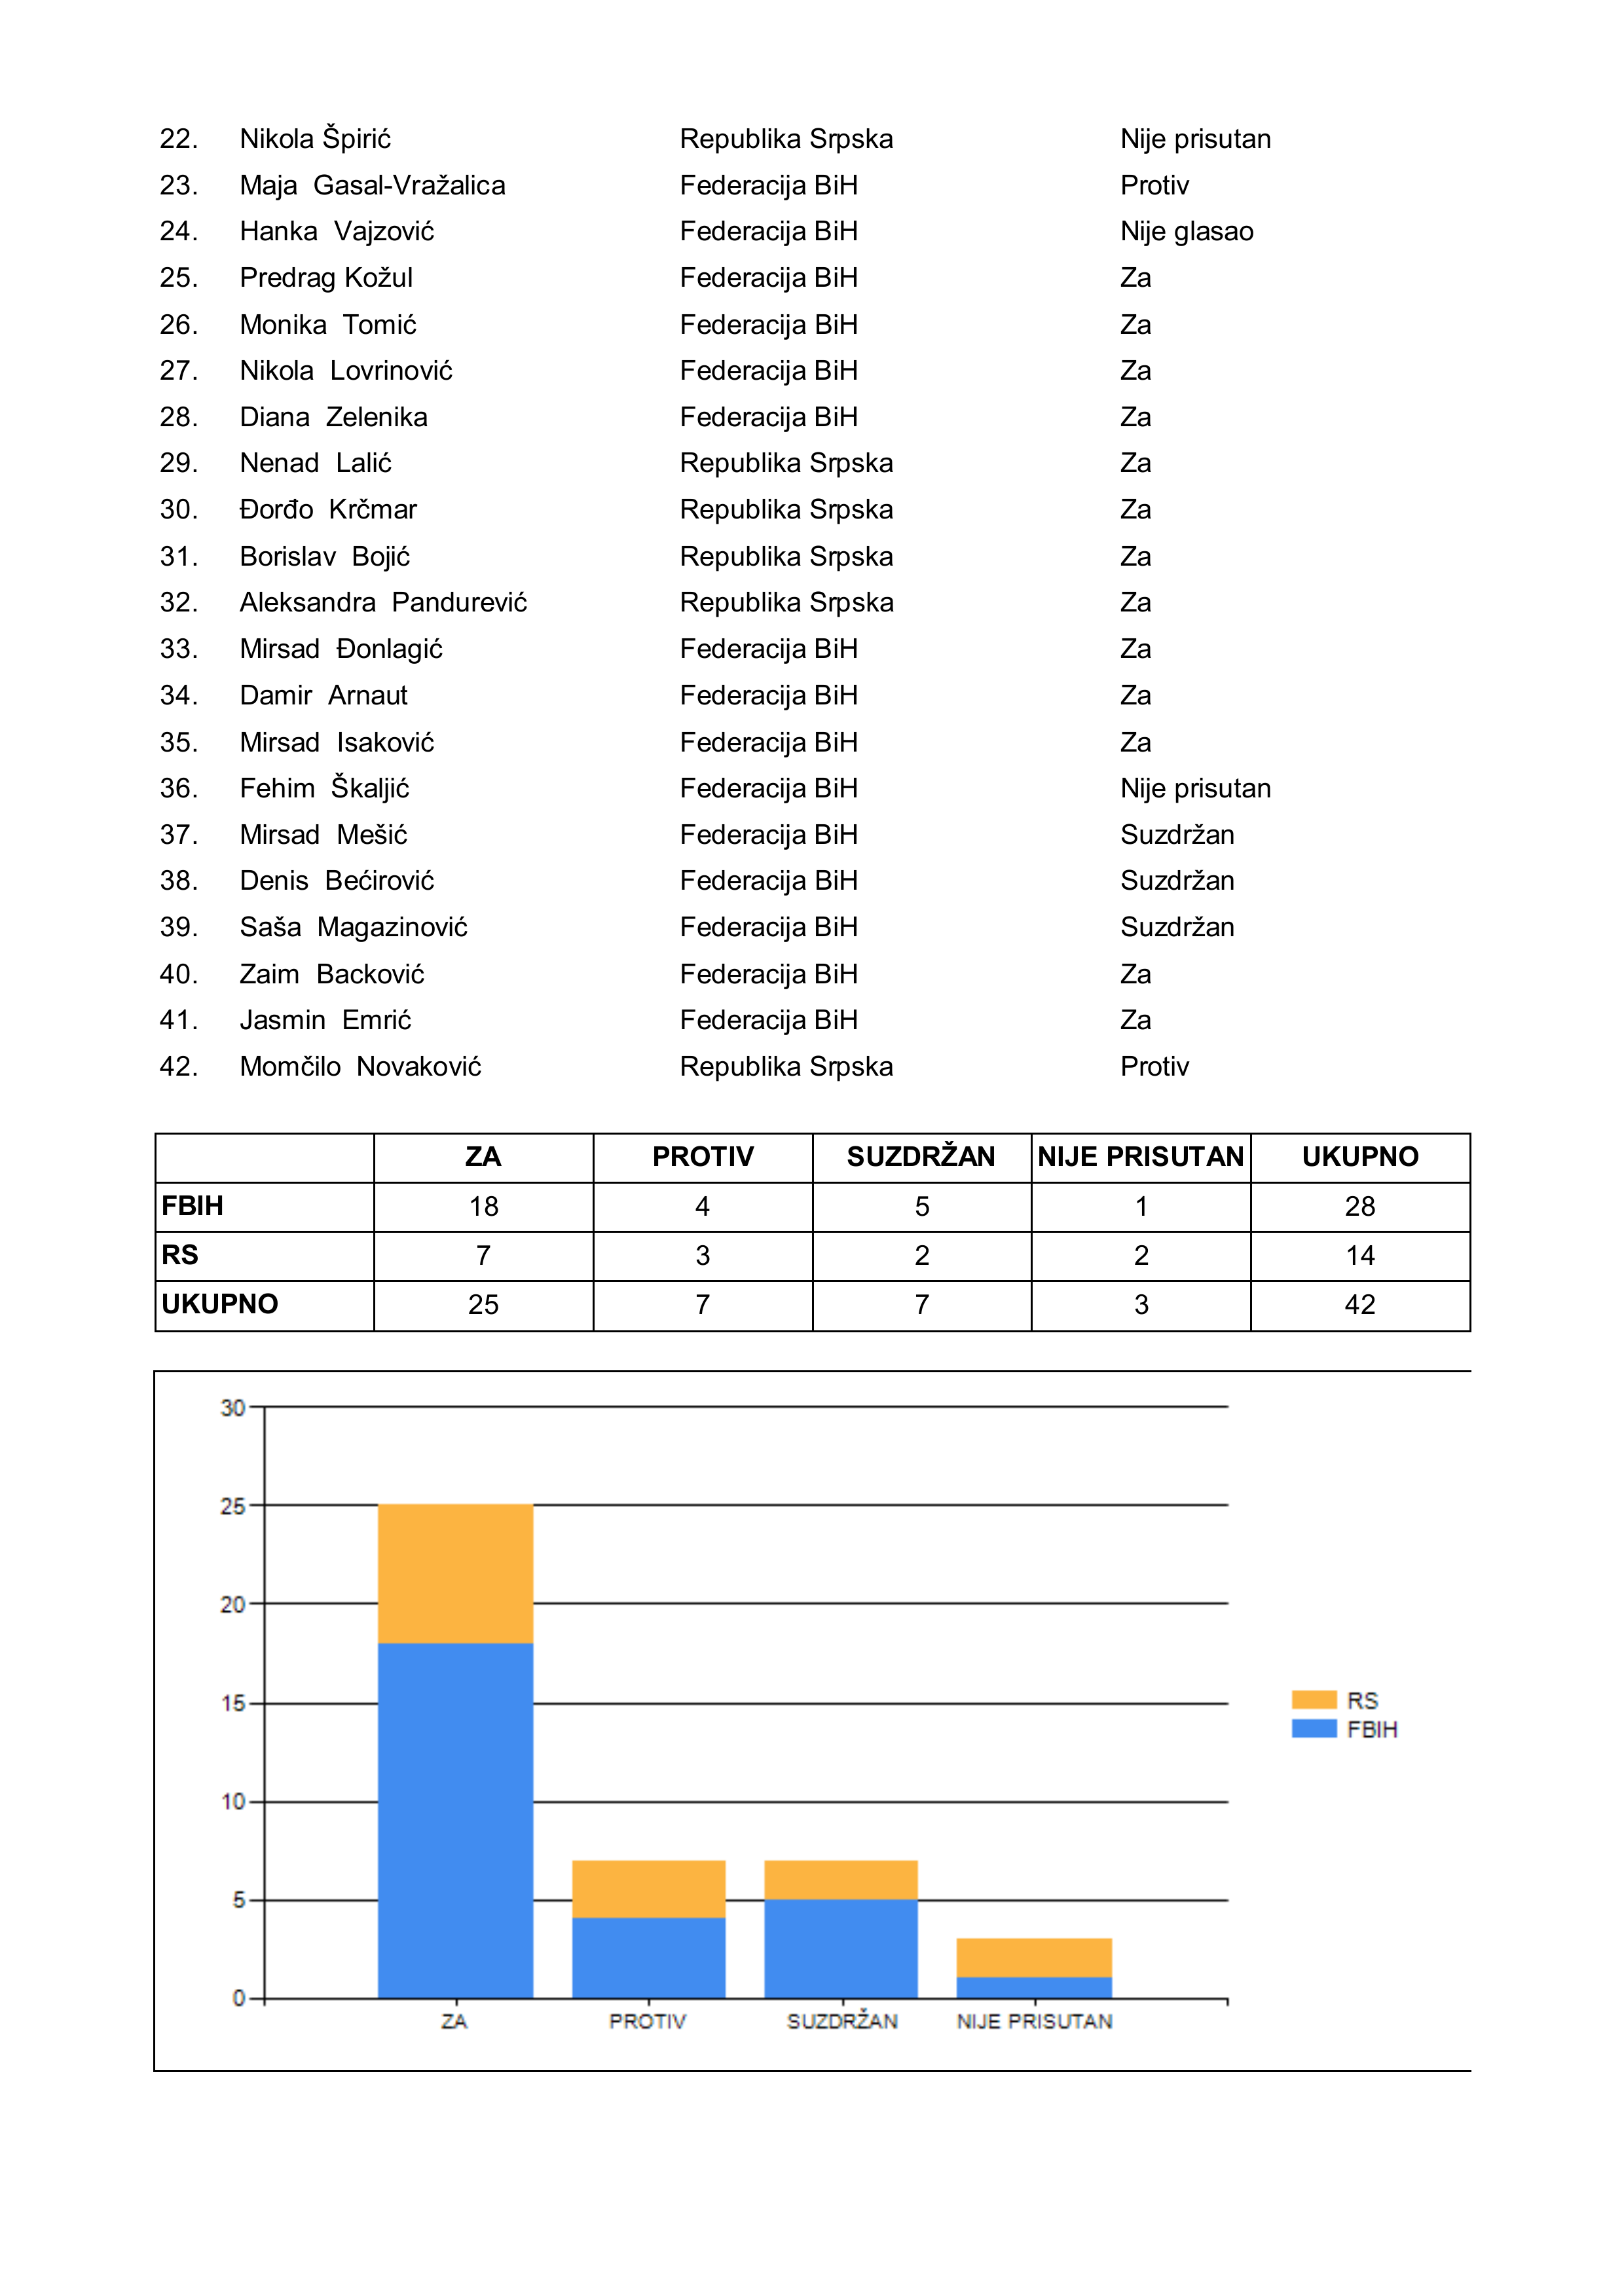 22. Nikola Špirić Republika Srpska Nije prisutan
23. Maja Gasal-Vražalica Federacija BiH Protiv
24. Hanka Vajzović Federacija BiH Nije glasao
25. Predrag Kožul Federacija BiH Za
26. Monika Tomić Federacija BiH Za
27. Nikola Lovrinović Federacija BiH Za
28. Diana Zelenika Federacija BiH Za
29. Nenad Lalić Republika Srpska Za
30. Đorđo Krčmar Republika Srpska Za
31. Borislav Bojić Republika Srpska Za
32. Aleksandra Pandurević Republika Srpska Za
33. Mirsad Đonlagić Federacija BiH Za
34. Damir Arnaut Federacija BiH Za
35. Mirsad Isaković Federacija BiH Za
36. Fehim Škaljić Federacija BiH Nije prisutan
37. Mirsad Mešić Federacija BiH Suzdržan
38. Denis Bećirović Federacija BiH Suzdržan
39. Saša Magazinović Federacija BiH Suzdržan
40. Zaim Backović Federacija BiH Za
41. Jasmin Emrić Federacija BiH Za
42. Momčilo Novaković Republika Srpska Protiv
ZA PROTIV SUZDRŽAN NIJE PRISUTAN UKUPNO
FBIH 18 4 5 1 28
RS 7 3 2 2 14
UKUPNO 25 7 7 3 42
30
25
20
15
10
5
0
ZA PROTIV SUZDRŽAN NIJE PRISUTAN
RS
FBIH